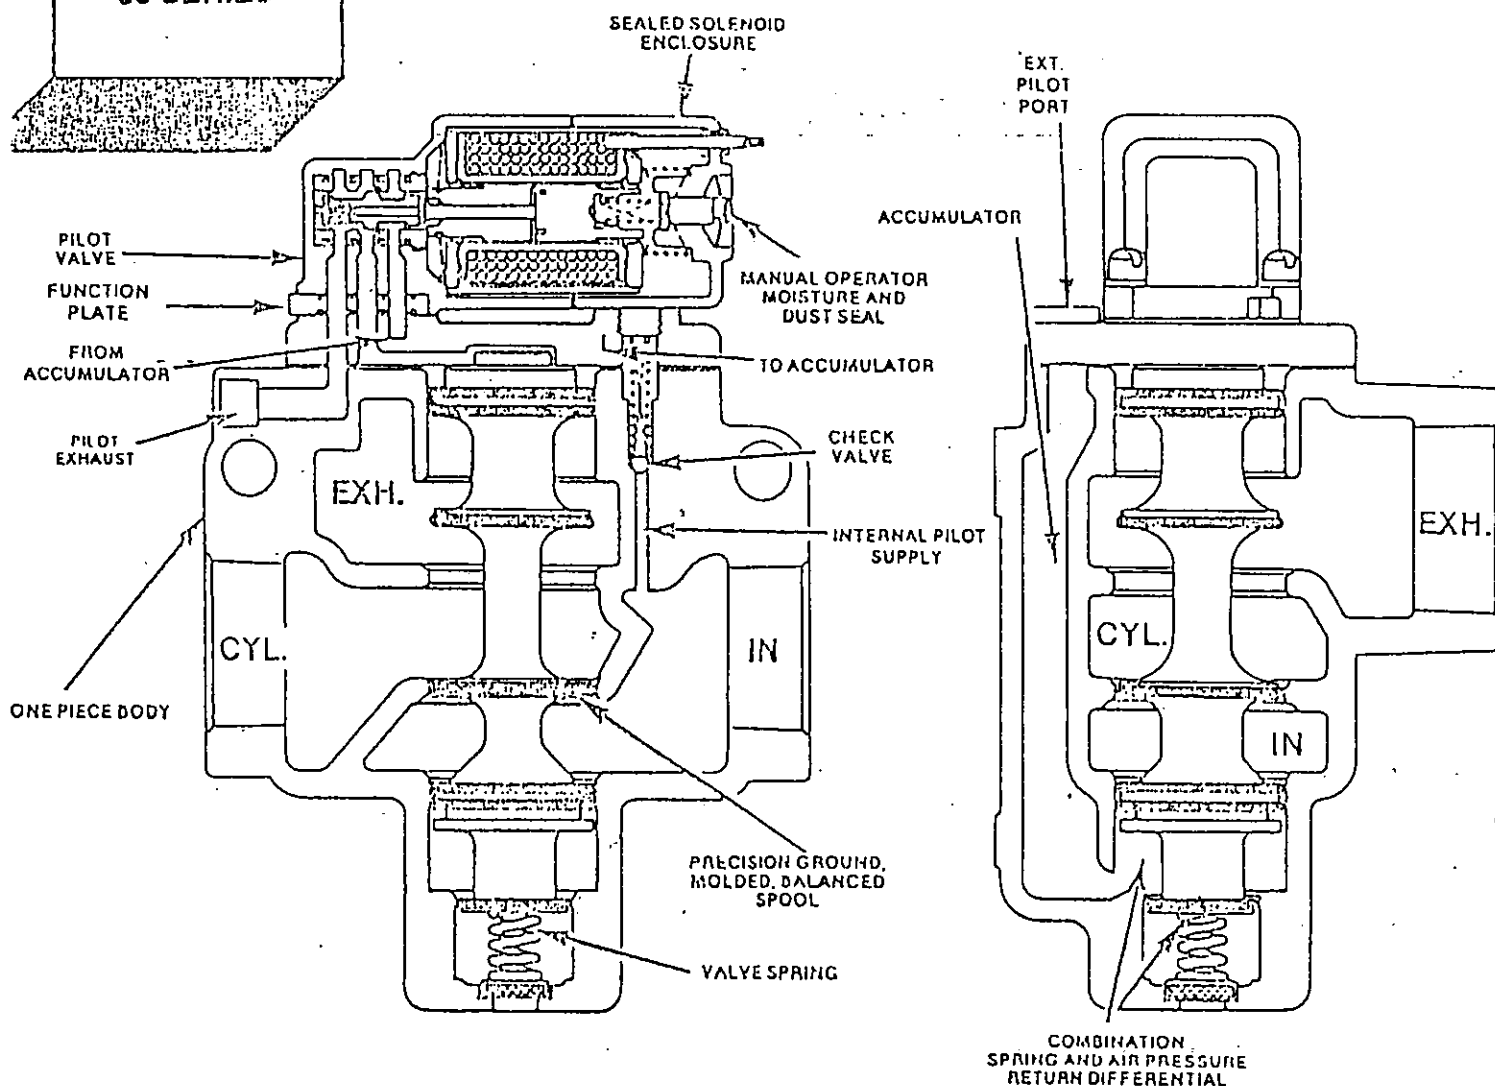 SEALED SOLENOID
ENCLOSURE
EXT.
PILOT
PORT
ACCUMULATOR
PILOT
VALVE
FUNCTION
PLATE
MANUAL OPERATOR
MOISTURE AND
DUST SEAL
FROM
ACCUMULATOR
TO ACCUMULATOR
PILOT
EXHAUST
CHECK
VALVE
EXH.
EXH.
INTERNAL PILOT
SUPPLY
CYL.
IN
CYL.
ONE PIECE BODY
IN
PRECISION GROUND,
MOLDED, BALANCED
SPOOL
VALVE SPRING
COMBINATION
SPRING AND AIR PRESSURE
RETURN DIFFERENTIAL